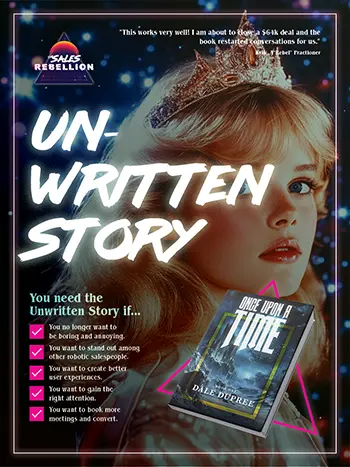 "This works very well! I am about to close a $64k deal and the
book restarted conversations for us."
"Rebel" Practioner
SALES
REBELLION
UN-
WRITTEN
STORY
You need the
Unwritten Story if...
You no longer want to
be boring and annoying.
You want to stand out among
other robotic salespeople.
You want to create better
user experiences.
You want to gain the
right attention.
You want to book more
meetings and convert.
ONCE UPON A
TIME
DALE DUPREE